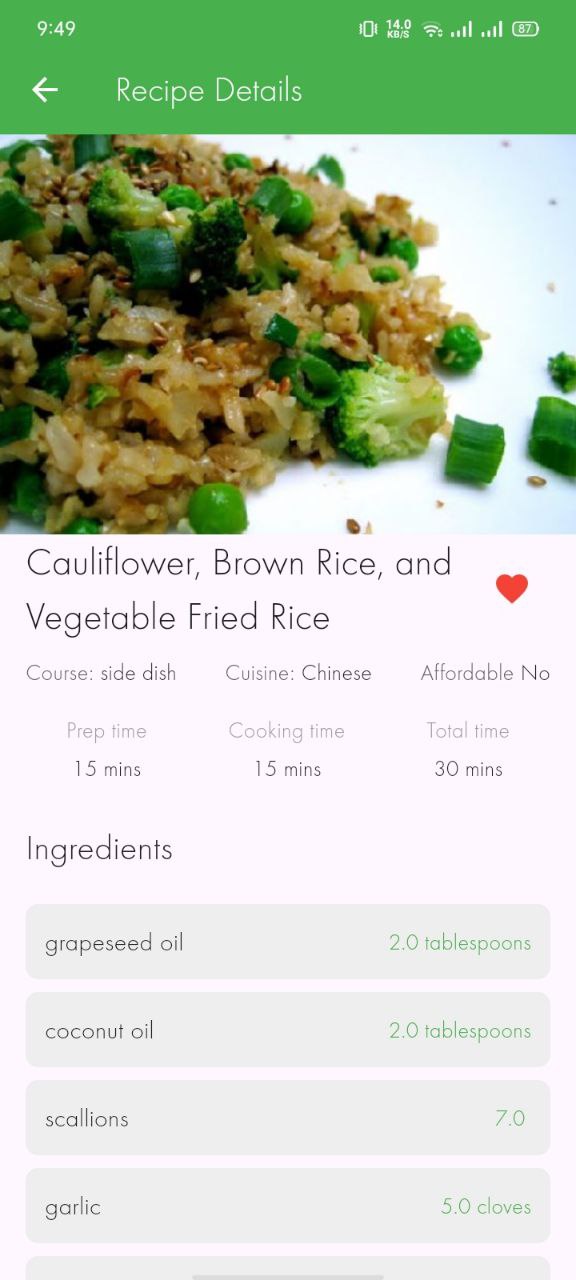 9:49
14.0
KB/S
87
Recipe Details
Cauliflower, Brown Rice, and
Vegetable Fried Rice
Course: side dish Cuisine: Chinese Affordable No
Prep time Cooking time Total time
15 mins 15 mins 30 mins
Ingredients
grapeseed oil 2.0 tablespoons
coconut oil 2.0 tablespoons
scallions 7.0
garlic 5.0 cloves